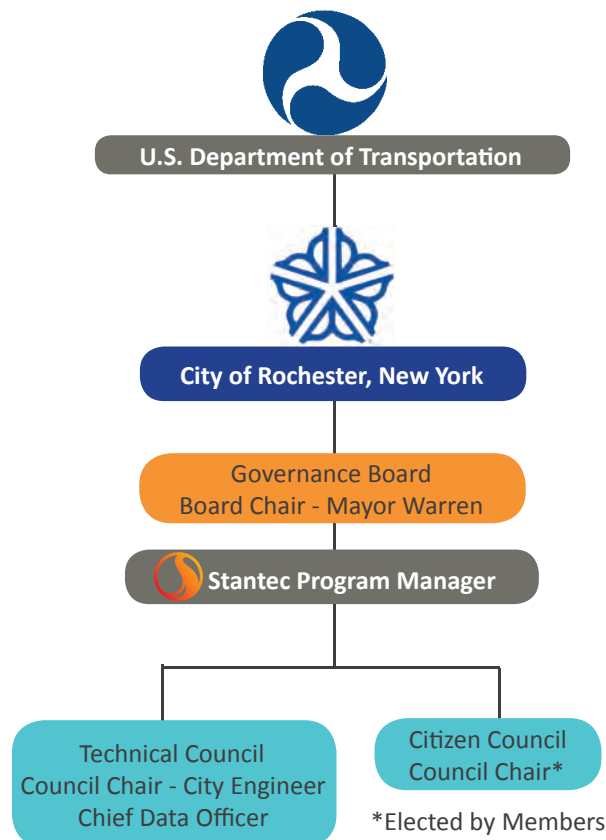 U.S. Department of Transportation
City of Rochester, New York
Governance Board
Board Chair - Mayor Warren
Stantec Program Manager
Technical Council
Council Chair - City Engineer
Chief Data Officer
Citizen Council
Council Chair*
*Elected by Members